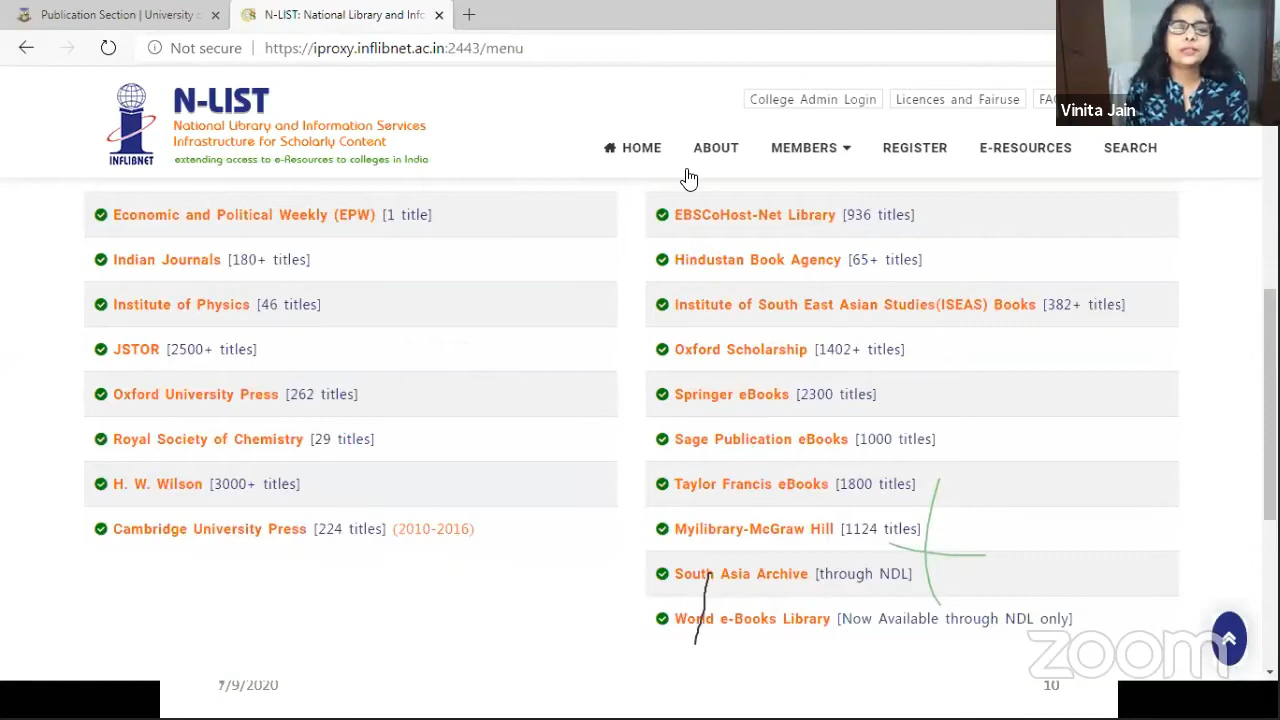 Publication Section | University
N-LIST: National Library and Info
Not secure
https://iproxy.inflibnet.ac.in:2443/menu
Vinita Jain
INFLIBNET
N-LIST
National Library and Information Services
Infrastructure for Scholarly Content
extending access to e-Resources to colleges in India
College Admin Login
Licences and Fairuse
FA
HOME
ABOUT
MEMBERS
REGISTER
E-RESOURCES
SEARCH
Economic and Political Weekly (EPW) [1 title]
Indian Journals [180+ titles]
Institute of Physics [46 titles]
JSTOR [2500+ titles]
Oxford University Press [262 titles]
Royal Society of Chemistry [29 titles]
H. W. Wilson [3000+ titles]
Cambridge University Press [224 titles] (2010-2016)
EBSCoHost-Net Library [936 titles]
Hindustan Book Agency [65+ titles]
Institute of South East Asian Studies(ISEAS) Books [382+ titles]
Oxford Scholarship [1402+ titles]
Springer eBooks [2300 titles]
Sage Publication eBooks [1000 titles]
Taylor Francis eBooks [1800 titles]
Myilibrary-McGraw Hill [1124 titles]
South Asia Archive [through NDL]
World e-Books Library [Now Available through NDL only]
zoom
7/9/2020
10